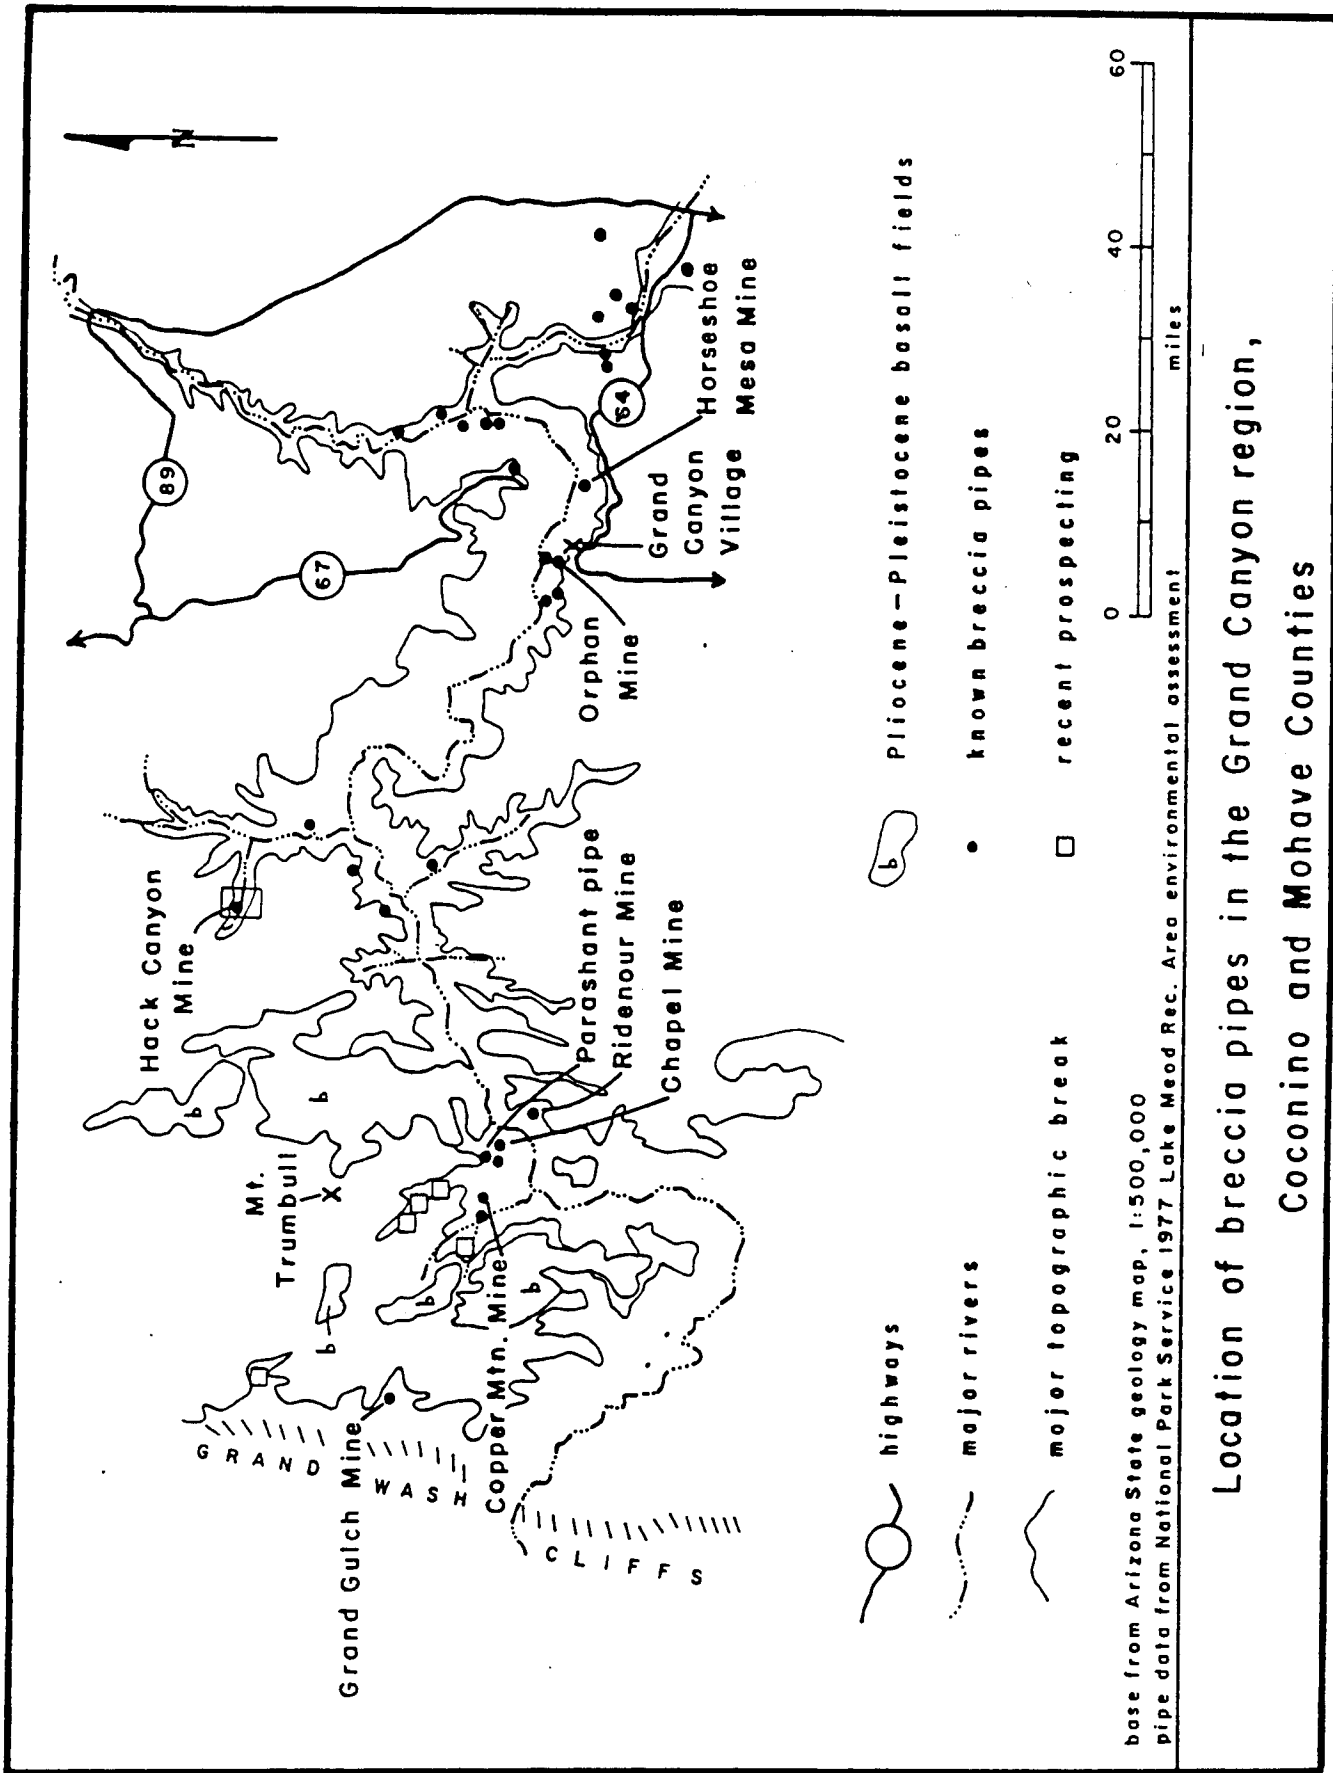 N
89
67
64
Hack Canyon
Mine
Mt.
Trumbull
X
b
b
b
b
b
GRAND
WASH
CLIFFS
Grand Gulch Mine
Copper Mtn. Mine
Parashant pipe
Ridenour Mine
Chapel Mine
Orphan
Mine
X
Grand
Canyon
Village
Horseshoe
Mesa Mine
highways
major rivers
major topographic break
b
Pliocene-Pleistocene basalt fields
known breccia pipes
recent prospecting
0 20 40 60
miles
base from Arizona State geology map, 1:500,000
pipe data from National Park Service 1977 Lake Meod Rec. Area environmental assessment
Location of breccia pipes in the Grand Canyon region,
Coconino and Mohave Counties